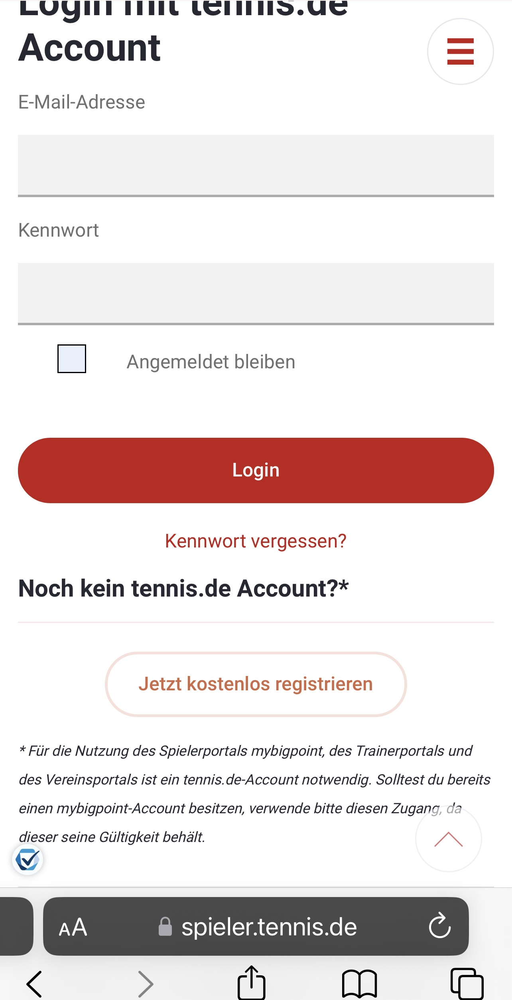 Login mit tennis.de
Account
E-Mail-Adresse
Kennwort
Angemeldet bleiben
Login
Kennwort vergessen?
Noch kein tennis.de Account?*
Jetzt kostenlos registrieren
* Für die Nutzung des Spielerportals mybigpoint, des Trainerportals und
des Vereinsportals ist ein tennis.de-Account notwendig. Solltest du bereits
einen mybigpoint-Account besitzen, verwende bitte diesen Zugang, da
dieser seine Gültigkeit behält.
AA spieler.tennis.de